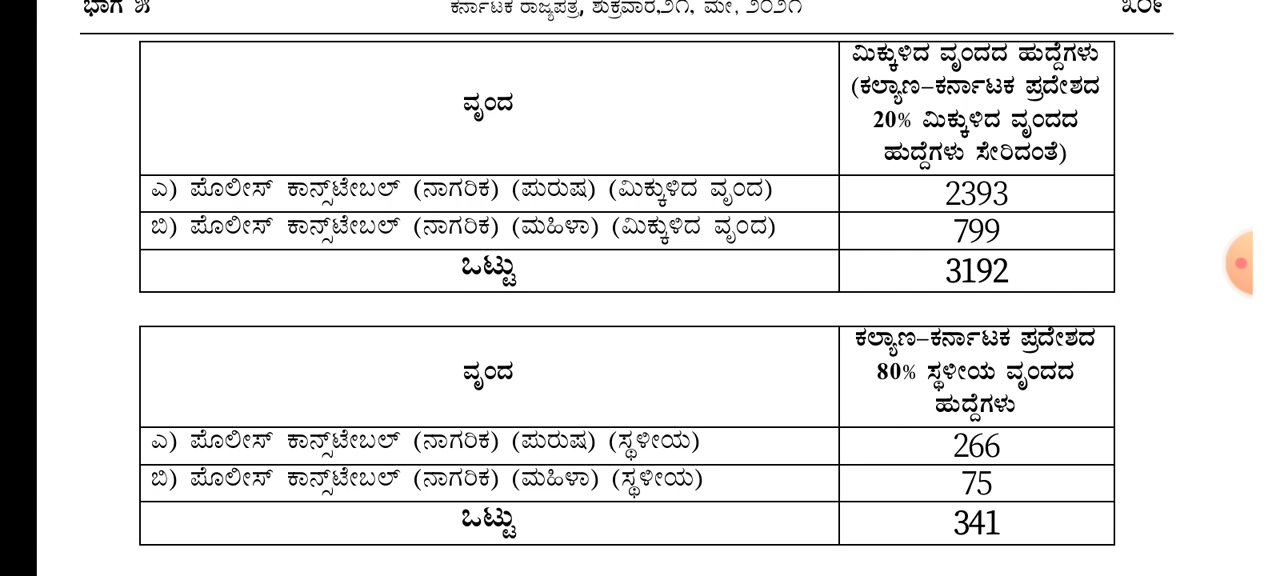 ಭಾಗ ೫ ಕರ್ನಾಟಕ ರಾಜ್ಯಪತ್ರ, ಶುಕ್ರವಾರ,೨೧, ಮೇ, ೨೦೨೧ ೩೦೯
ವೃಂದ
ಮಿಕ್ಕುಳಿದ ವೃಂದದ ಹುದ್ದೆಗಳು
(ಕಲ್ಯಾಣ-ಕರ್ನಾಟಕ ಪ್ರದೇಶದ
20% ಮಿಕ್ಕುಳಿದ ವೃಂದದ
ಹುದ್ದೆಗಳು ಸೇರಿದಂತೆ)
ಎ) ಪೊಲೀಸ್ ಕಾನ್ಸ್‌ಟೇಬಲ್ (ನಾಗರಿಕ) (ಪುರುಷ) (ಮಿಕ್ಕುಳಿದ ವೃಂದ) 2393
ಬಿ) ಪೊಲೀಸ್ ಕಾನ್ಸ್‌ಟೇಬಲ್ (ನಾಗರಿಕ) (ಮಹಿಳಾ) (ಮಿಕ್ಕುಳಿದ ವೃಂದ) 799
ಒಟ್ಟು 3192
ವೃಂದ
ಕಲ್ಯಾಣ-ಕರ್ನಾಟಕ ಪ್ರದೇಶದ
80% ಸ್ಥಳೀಯ ವೃಂದದ
ಹುದ್ದೆಗಳು
ಎ) ಪೊಲೀಸ್ ಕಾನ್ಸ್‌ಟೇಬಲ್ (ನಾಗರಿಕ) (ಪುರುಷ) (ಸ್ಥಳೀಯ) 266
ಬಿ) ಪೊಲೀಸ್ ಕಾನ್ಸ್‌ಟೇಬಲ್ (ನಾಗರಿಕ) (ಮಹಿಳಾ) (ಸ್ಥಳೀಯ) 75
ಒಟ್ಟು 341